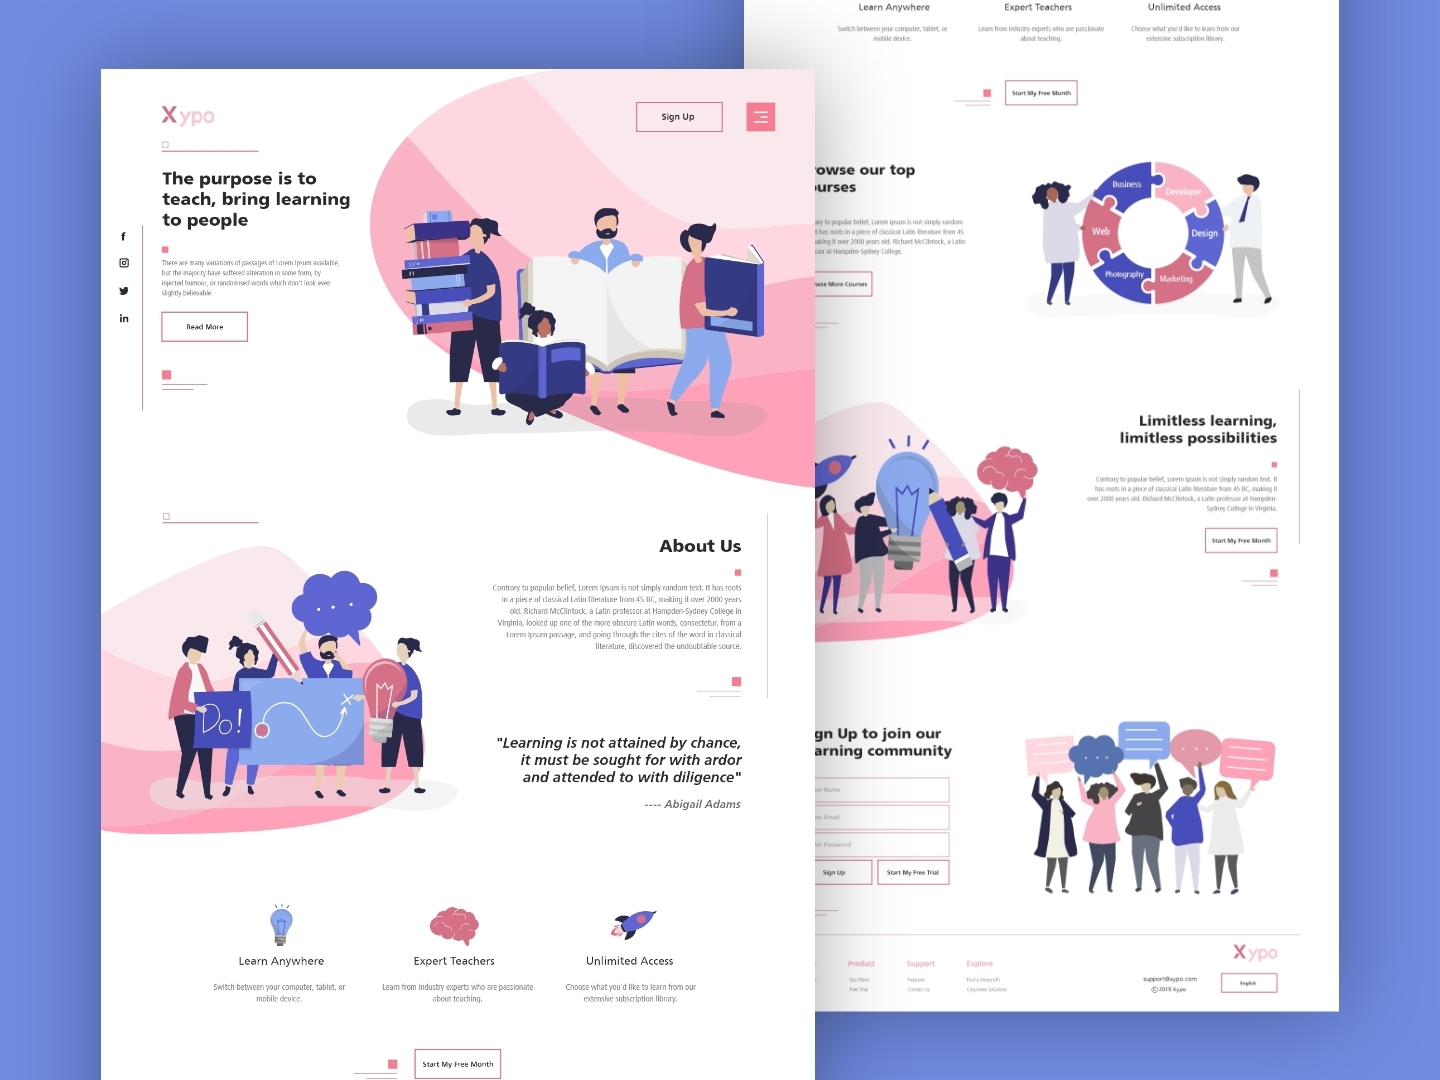 Xypo
Sign Up
The purpose is to
teach, bring learning
to people
There are many variations of passages of Lorem Ipsum available,
but the majority have suffered alteration in some form, by
injected humour, or randomised words which don't look even
slightly believable.
Read More
About Us
Contrary to popular belief, Lorem Ipsum is not simply random text. It has roots
in a piece of classical Latin literature from 45 BC, making it over 2000 years
old. Richard McClintock, a Latin professor at Hampden-Sydney College in
Virginia, looked up one of the more obscure Latin words, consectetur, from a
Lorem Ipsum passage, and going through the cites of the word in classical
literature, discovered the undoubtable source.
Do!
"Learning is not attained by chance,
it must be sought for with ardor
and attended to with diligence"
---- Abigail Adams
Learn Anywhere
Switch between your computer, tablet, or
mobile device.
Expert Teachers
Learn from industry experts who are passionate
about teaching.
Unlimited Access
Choose what you'd like to learn from our
extensive subscription library.
Start My Free Month
Learn Anywhere
Switch between your computer, tablet, or
mobile device.
Expert Teachers
Learn from industry experts who are passionate
about teaching.
Unlimited Access
Choose what you'd like to learn from our
extensive subscription library.
Start My Free Month
rowse our top
ourses
ary to popular belief, Lorem Ipsum is not simply random
t has roots in a piece of classical Latin literature from 45
aking it over 2000 years old. Richard McClintock, a Latin
sor at Hampden-Sydney College.
wse More Courses
Business
Developer
Web
Design
Photography
Marketing
Limitless learning,
limitless possibilities
Contrary to popular belief, Lorem Ipsum is not simply random text. It
has roots in a piece of classical Latin literature from 45 BC, making it
over 2000 years old. Richard McClintock, a Latin professor at Hampden-
Sydney College in Virginia.
Start My Free Month
gn Up to join our
arning community
er Name
er Email
er Password
Sign Up
Start My Free Trial
Product
Our Plans
Free Trial
Support
Features
Contact Us
Explore
Find a Nonprofit
Corporate Solutions
Xypo
support@xypo.com
© 2019 Xypo
English